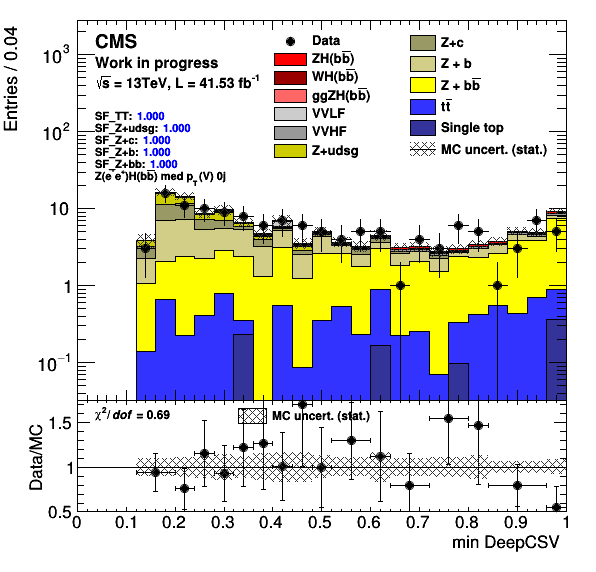 CMS
Work in progress
√s = 13TeV, L = 41.53 fb⁻¹
SF_TT: 1.000
SF_Z+udsg: 1.000
SF_Z+c: 1.000
SF_Z+b: 1.000
SF_Z+bb: 1.000
Z(e⁻e⁺)H(bb̅) med p_T(V) 0j
Data
ZH(bb̅)
WH(bb̅)
ggZH(bb̅)
VVLF
VVHF
Z+udsg
Z+c
Z + b
Z + bb̅
tt̅
Single top
MC uncert. (stat.)
Entries / 0.04
10³
10²
10
1
10⁻¹
χ²/dof = 0.69
MC uncert. (stat.)
Data/MC
1.5
1
0.5
0 0.1 0.2 0.3 0.4 0.5 0.6 0.7 0.8 0.9 1
min DeepCSV